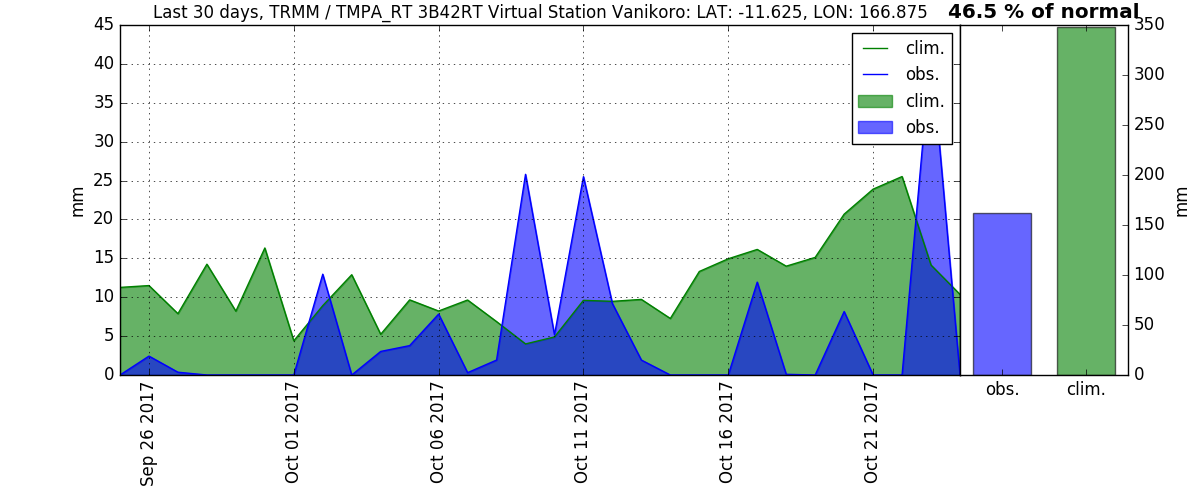 Last 30 days, TRMM / TMPA_RT 3B42RT Virtual Station Vanikoro: LAT: -11.625, LON: 166.875
46.5 % of normal
45
40
35
30
25
20
15
10
5
0
mm
clim.
obs.
clim.
obs.
Sep 26 2017
Oct 01 2017
Oct 06 2017
Oct 11 2017
Oct 16 2017
Oct 21 2017
350
300
250
200
150
100
50
0
mm
obs.
clim.